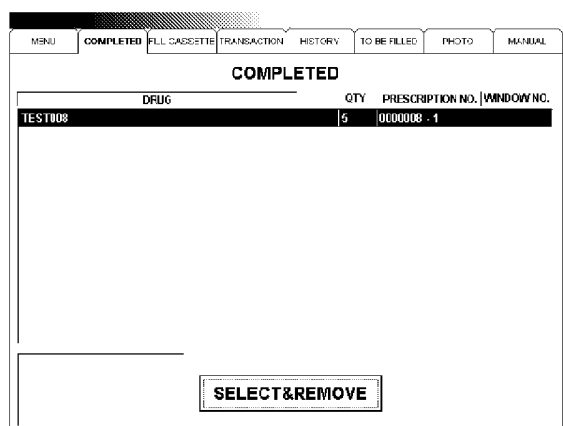 MENU COMPLETED FILL CASSETTE TRANSACTION HISTORY TO BE FILLED PHOTO MANUAL
COMPLETED
DRUG QTY PRESCRIPTION NO. WINDOW NO.
TEST008 5 0000008 - 1
SELECT&REMOVE